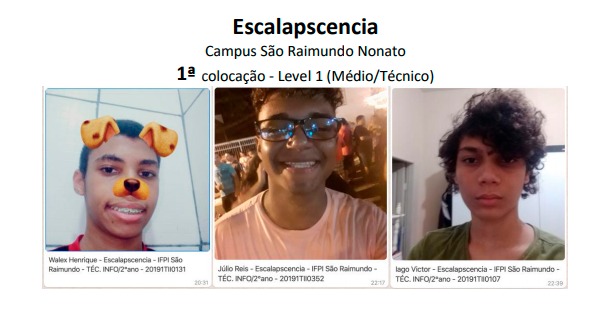 Escalapscencia
Campus São Raimundo Nonato
1ª colocação - Level 1 (Médio/Técnico)
Walex Henrique - Escalapscencia - IFPI São
Raimundo - TÉC. INFO/2°ano - 20191TII0131
20:31
Júlio Reis - Escalapscencia - IFPI São Raimundo -
TÉC. INFO/2°ano - 20191TII0352
22:17
Iago Victor - Escalapscencia - IFPI São Raimundo -
TÉC. INFO/2°ano - 20191TII0107
22:39